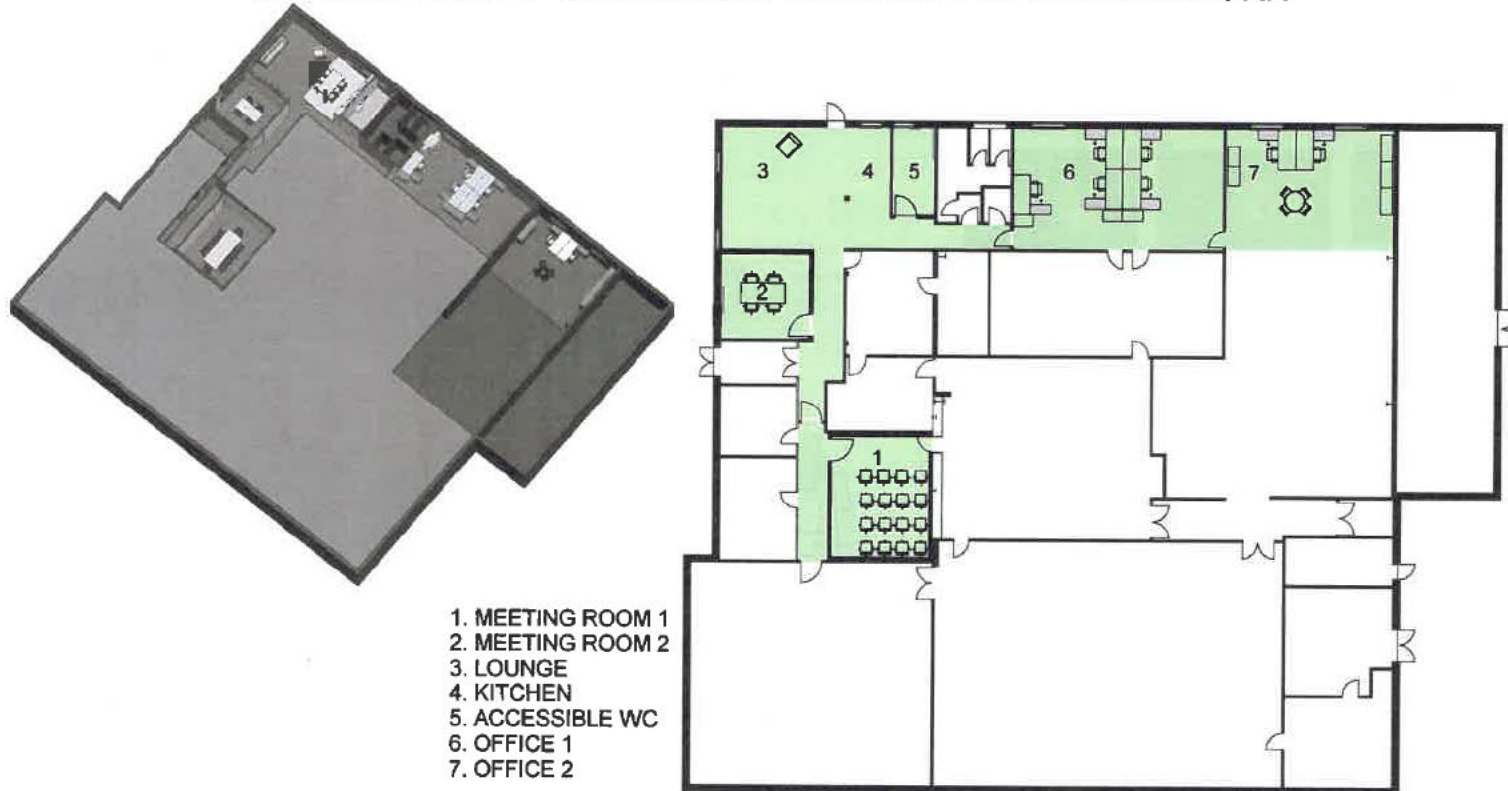 3
4
5
6
7
2
1
1. MEETING ROOM 1
2. MEETING ROOM 2
3. LOUNGE
4. KITCHEN
5. ACCESSIBLE WC
6. OFFICE 1
7. OFFICE 2